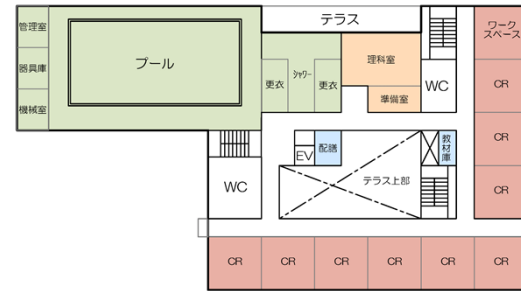 テラス
管理室
プール
理科室
ワーク
スペース
器具庫
更衣
シャワー
更衣
WC
CR
準備室
機械室
CR
EV
配膳
教材庫
WC
テラス上部
CR
CR
CR
CR
CR
CR
CR